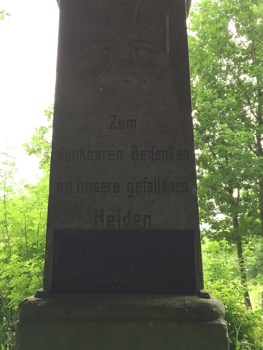 Zum
dankbaren Gedenken
an unsere gefallenen
Helden